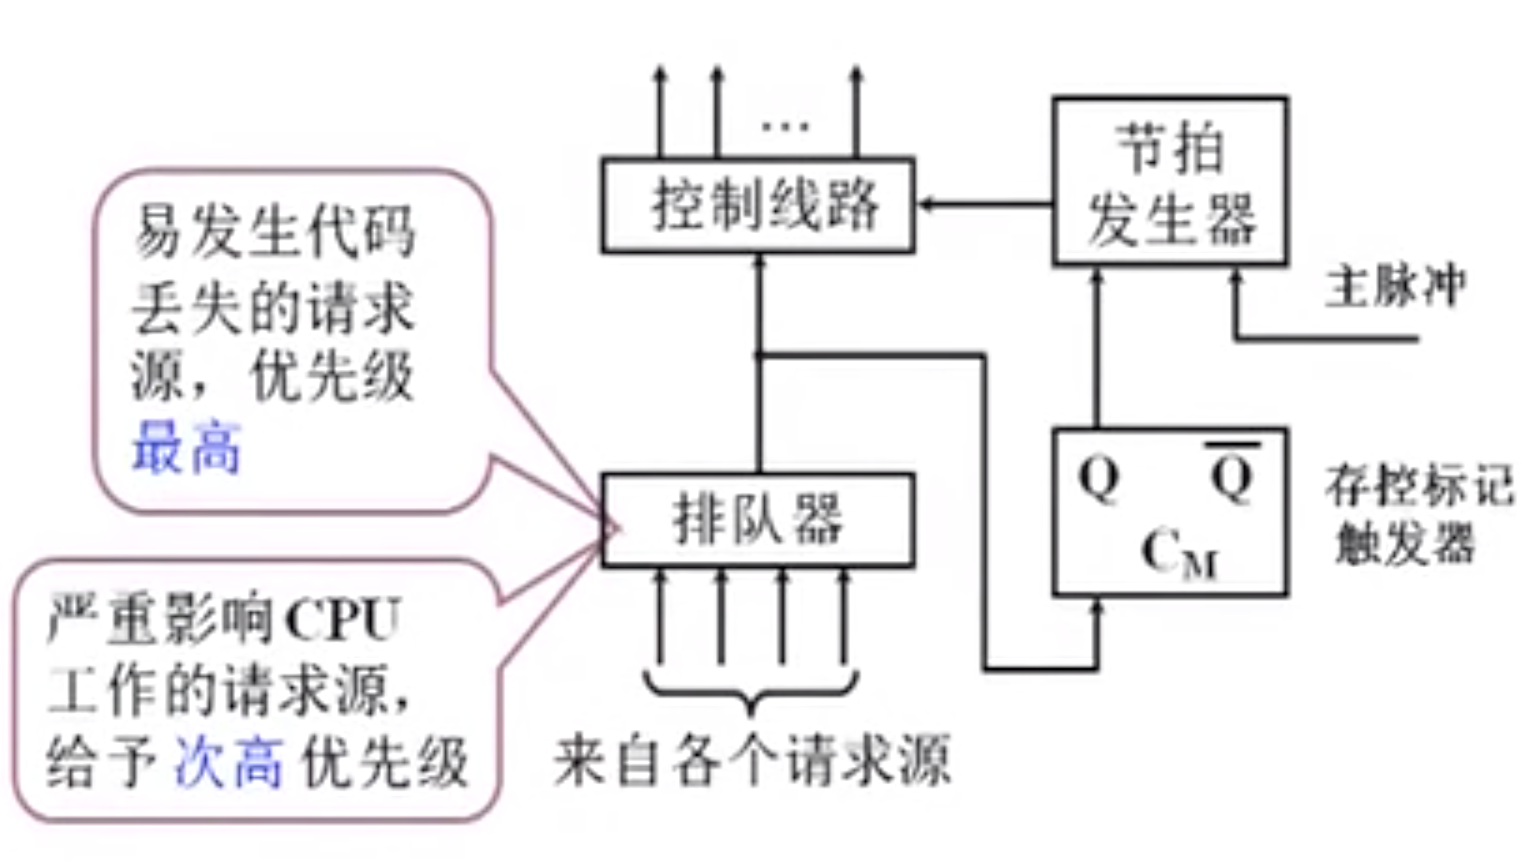 …
控制线路
节拍
发生器
主脉冲
易发生代码
丢失的请求
源，优先级
最高
排队器
Q Q̅
C_M
存控标记
触发器
严重影响CPU
工作的请求源，
给予次高优先级
来自各个请求源